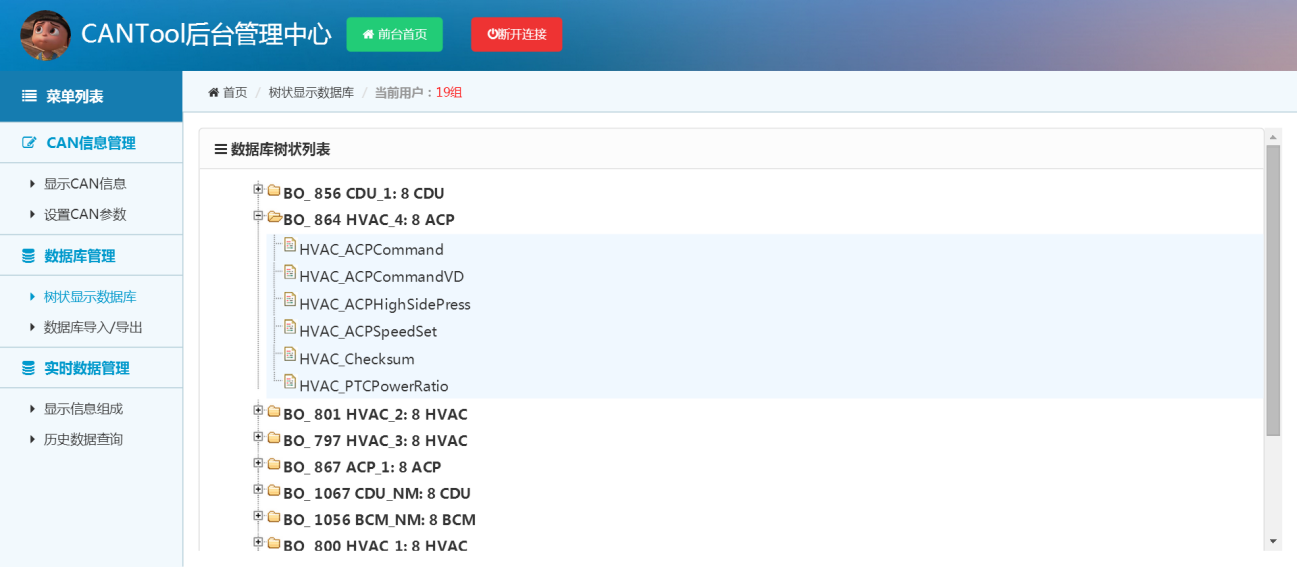 CANTool后台管理中心 前台首页 断开连接
菜单列表
首页 / 树状显示数据库 / 当前用户：19组
CAN信息管理
显示CAN信息
设置CAN参数
数据库管理
树状显示数据库
数据库导入/导出
实时数据管理
显示信息组成
历史数据查询
数据库树状列表
BO_ 856 CDU_1: 8 CDU
BO_ 864 HVAC_4: 8 ACP
HVAC_ACPCommand
HVAC_ACPCommandVD
HVAC_ACPHighSidePress
HVAC_ACPSpeedSet
HVAC_Checksum
HVAC_PTCPowerRatio
BO_ 801 HVAC_2: 8 HVAC
BO_ 797 HVAC_3: 8 HVAC
BO_ 867 ACP_1: 8 ACP
BO_ 1067 CDU_NM: 8 CDU
BO_ 1056 BCM_NM: 8 BCM
BO_ 800 HVAC_1: 8 HVAC